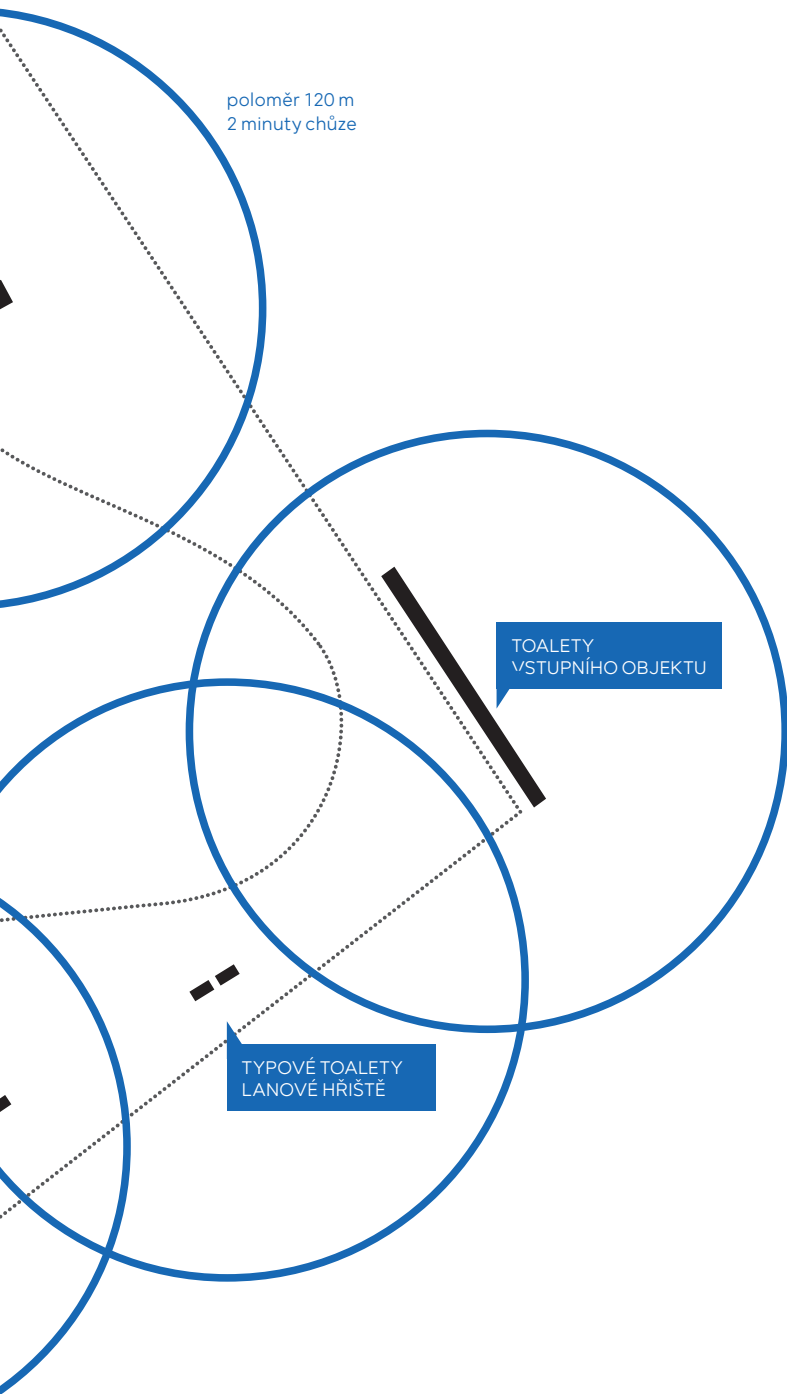 poloměr 120 m
2 minuty chůze
TOALETY
VSTUPNÍHO OBJEKTU
TYPOVÉ TOALETY
LANOVÉ HŘIŠTĚ